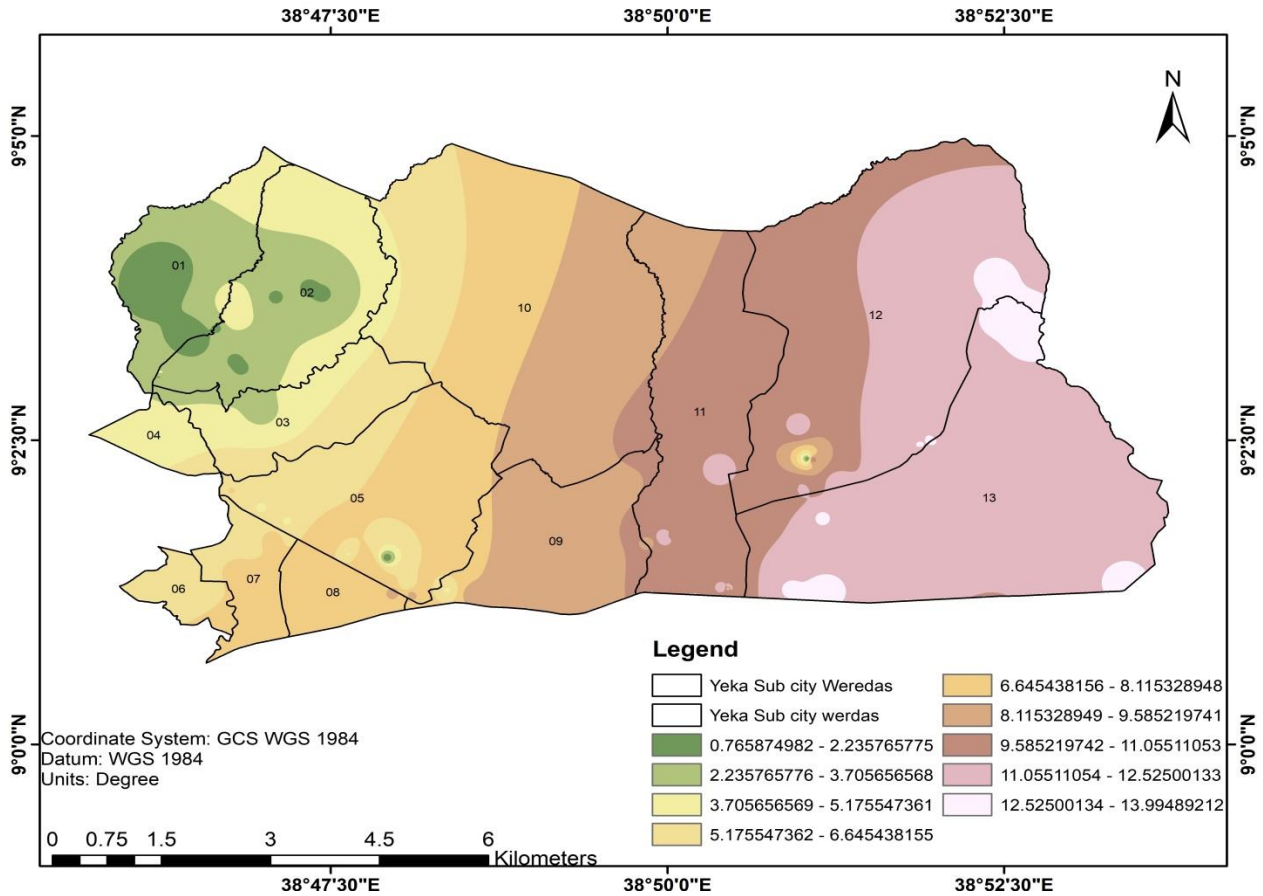 38°47'30"E 38°50'0"E 38°52'30"E
N
9°5'0"N 9°5'0"N
01
02
10
12
11
03
04
9°2'30"N 9°2'30"N
05
13
09
07
06
08
Legend
Yeka Sub city Weredas
Yeka Sub city werdas
0.765874982 - 2.235765775
2.235765776 - 3.705656568
3.705656569 - 5.175547361
5.175547362 - 6.645438155
6.645438156 - 8.115328948
8.115328949 - 9.585219741
9.585219742 - 11.05511053
11.05511054 - 12.52500133
12.52500134 - 13.99489212
9°0'0"N 9°0'0"N
Coordinate System: GCS WGS 1984
Datum: WGS 1984
Units: Degree
0 0.75 1.5 3 4.5 6
Kilometers
38°47'30"E 38°50'0"E 38°52'30"E